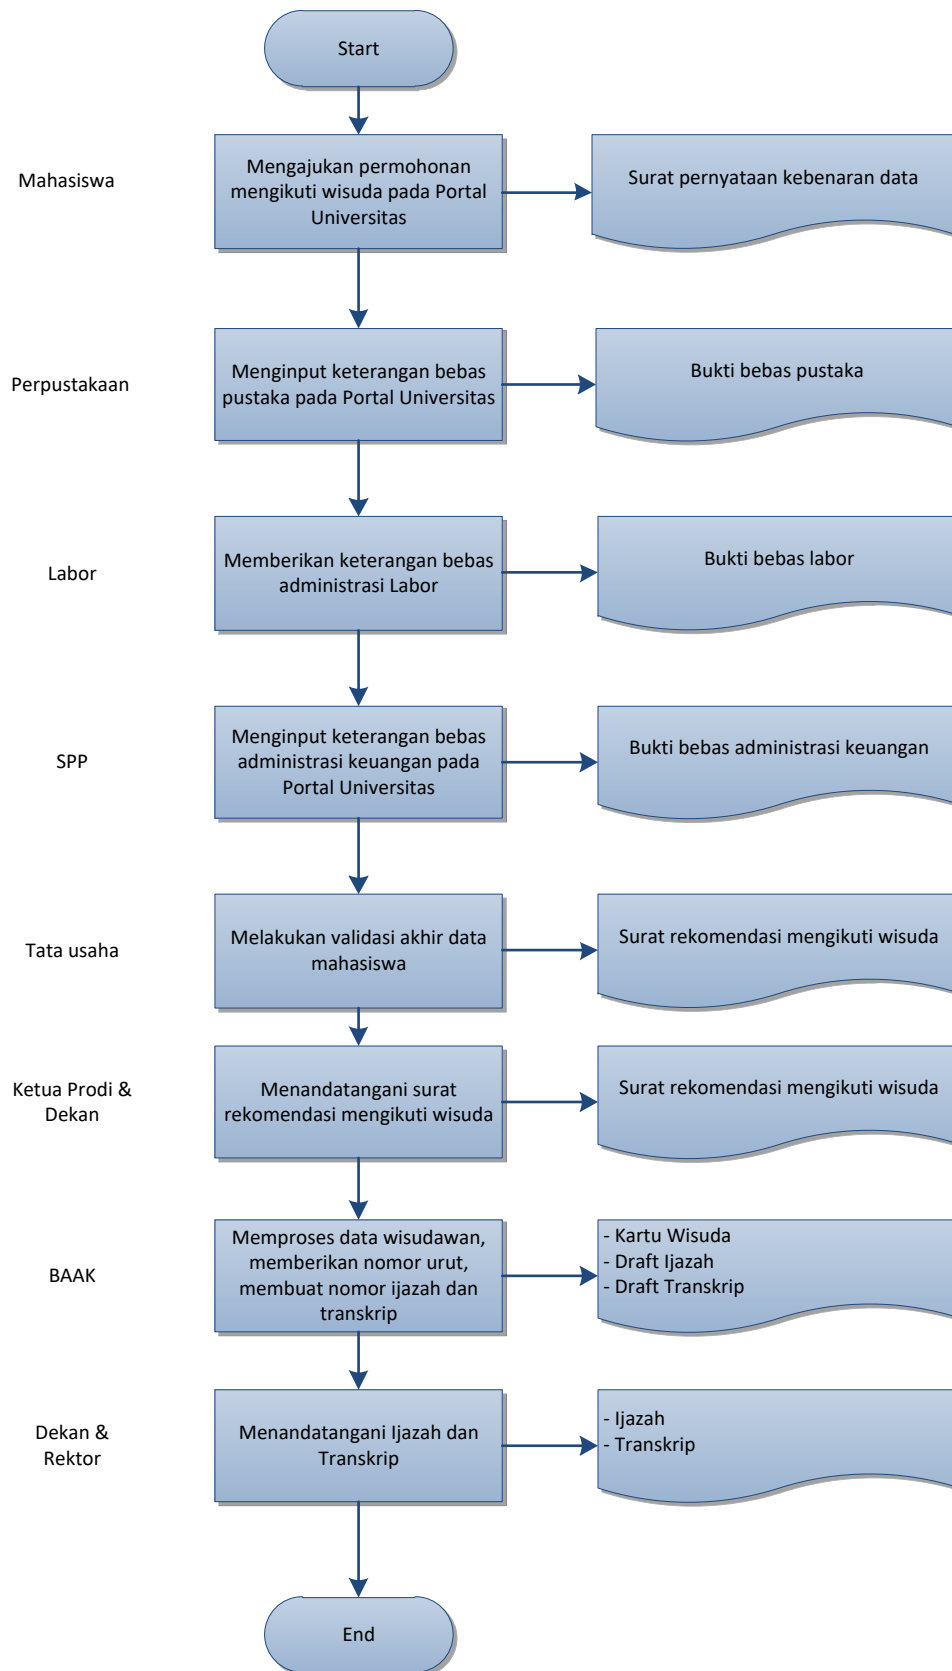 Start
Mahasiswa
Mengajukan permohonan
mengikuti wisuda pada Portal
Universitas
Surat pernyataan kebenaran data
Perpustakaan
Menginput keterangan bebas
pustaka pada Portal Universitas
Bukti bebas pustaka
Labor
Memberikan keterangan bebas
administrasi Labor
Bukti bebas labor
SPP
Menginput keterangan bebas
administrasi keuangan pada
Portal Universitas
Bukti bebas administrasi keuangan
Tata usaha
Melakukan validasi akhir data
mahasiswa
Surat rekomendasi mengikuti wisuda
Ketua Prodi &
Dekan
Menandatangani surat
rekomendasi mengikuti wisuda
Surat rekomendasi mengikuti wisuda
BAAK
Memproses data wisudawan,
memberikan nomor urut,
membuat nomor ijazah dan
transkrip
- Kartu Wisuda
- Draft Ijazah
- Draft Transkrip
Dekan &
Rektor
Menandatangani Ijazah dan
Transkrip
- Ijazah
- Transkrip
End